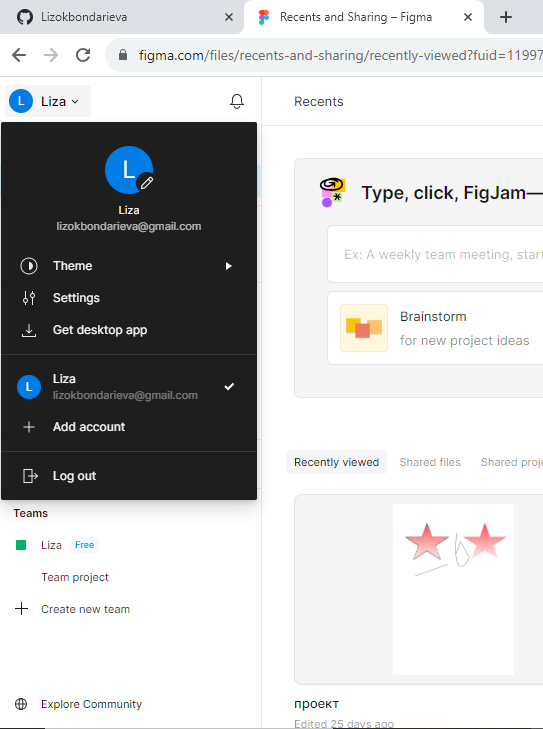 Lizokbondarieva
Recents and Sharing – Figma
figma.com/files/recents-and-sharing/recently-viewed?fuid=11997
L Liza
Recents
L
Liza
lizokbondarieva@gmail.com
Theme
Settings
Get desktop app
L
Liza
lizokbondarieva@gmail.com
Add account
Log out
Teams
Liza Free
Team project
Create new team
Explore Community
Type, click, FigJam—
Ex: A weekly team meeting, start
Brainstorm
for new project ideas
Recently viewed Shared files Shared proj
проект
Edited 25 days ago